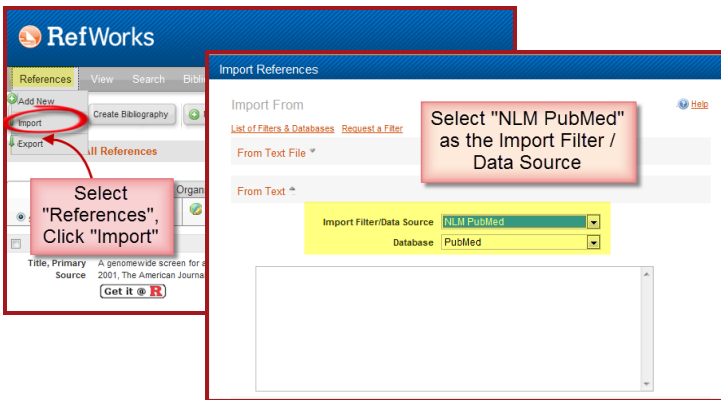 RefWorks
References View Search Bibli
Add New
Import
Export
Create Bibliography
All References
Organ
Select
"References",
Click "Import"
Title, Primary A genomewide screen for a
Source 2001, The American Journa
Get it @ R
Import References
Import From
Help
List of Filters & Databases Request a Filter
From Text File
From Text
Select "NLM PubMed"
as the Import Filter /
Data Source
Import Filter/Data Source NLM PubMed
Database PubMed